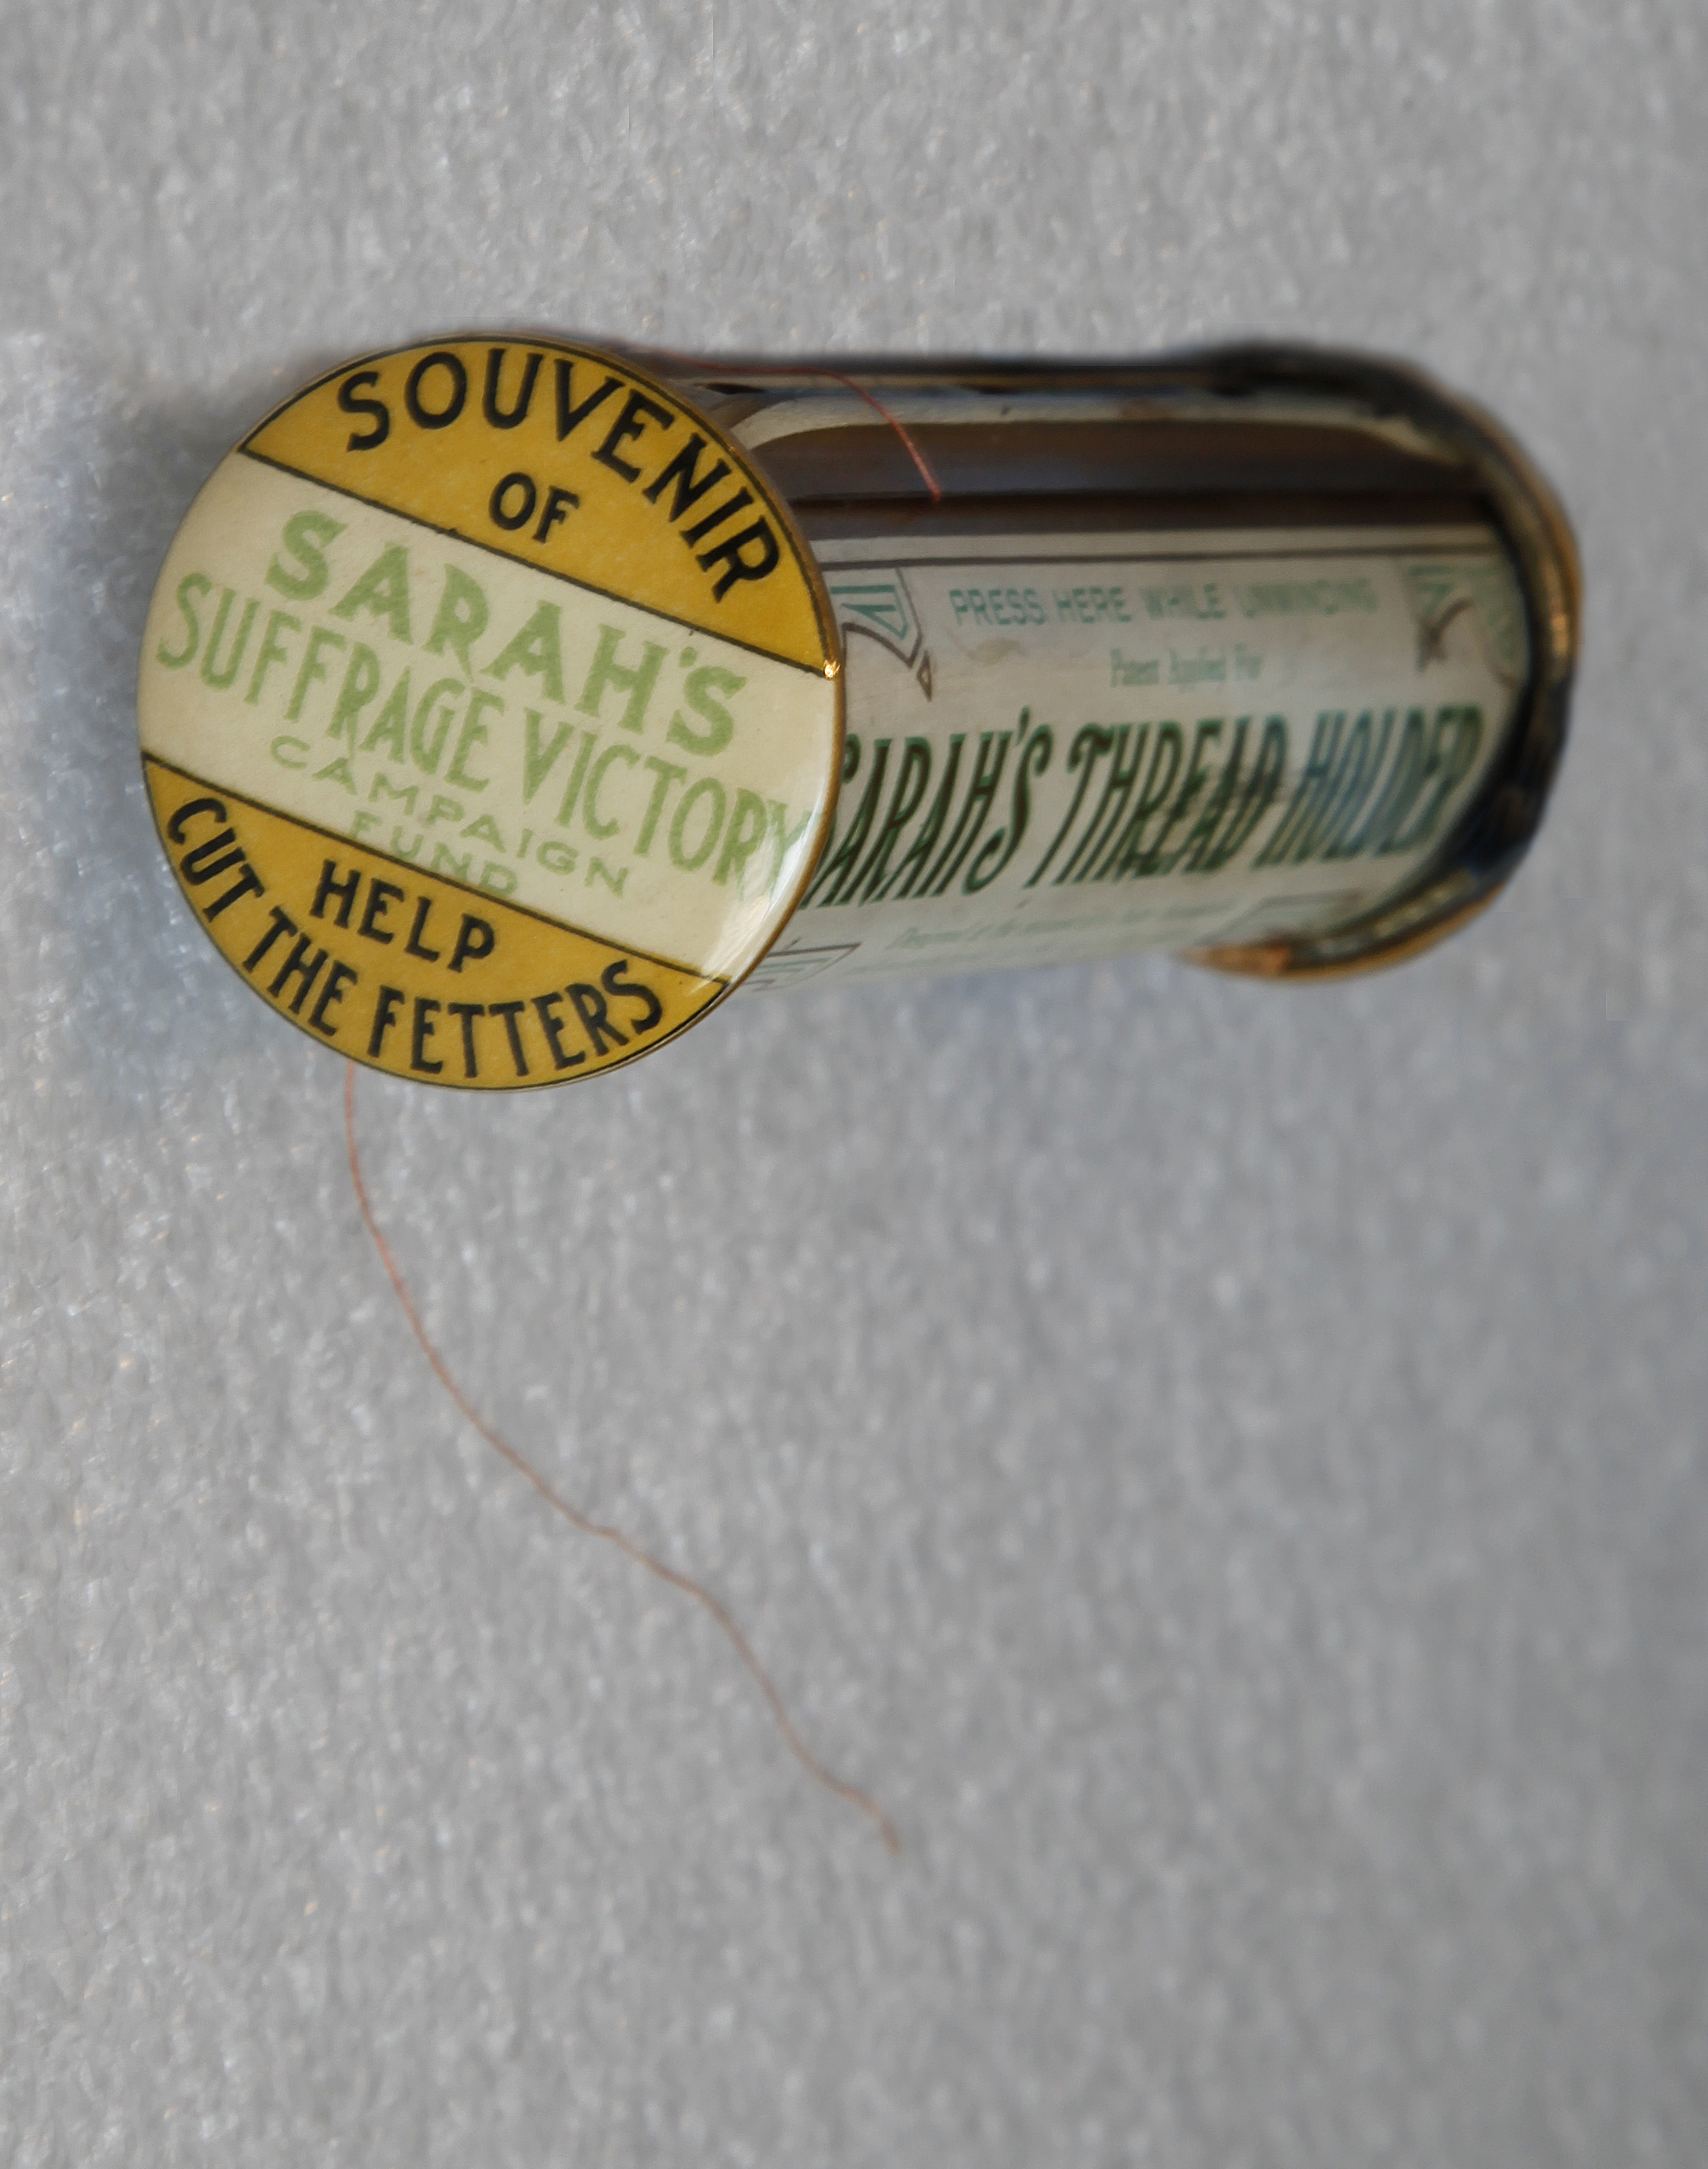 SOUVENIR
OF
SARAH'S
SUFFRAGE VICTORY
CAMPAIGN
FUND
HELP
CUT THE FETTERS
PRESS HERE WHILE UNWINDING
Patent Applied For
SARAH'S THREAD HOLDER